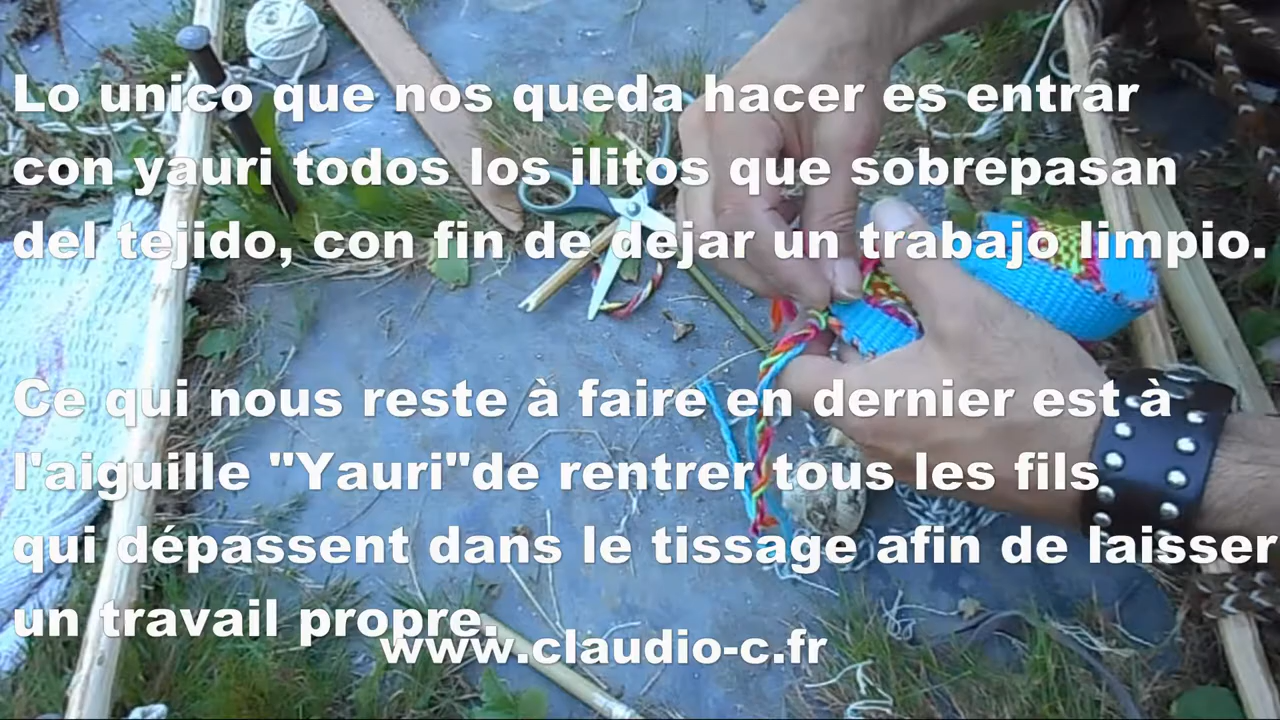 Lo unico que nos queda hacer es entrar
con yauri todos los ilitos que sobrepasan
del tejido, con fin de dejar un trabajo limpio.
Ce qui nous reste à faire en dernier est à
l'aiguille "Yauri"de rentrer tous les fils
qui dépassent dans le tissage afin de laisser
un travail propre.
www.claudio-c.fr